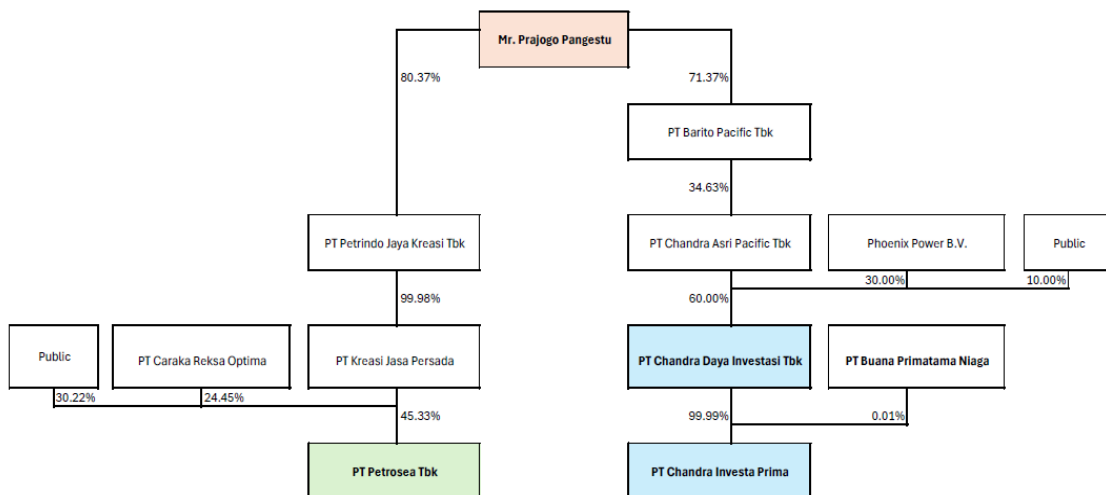 Mr. Prajogo Pangestu
80.37%
71.37%
PT Barito Pacific Tbk
34.63%
PT Petrindo Jaya Kreasi Tbk
PT Chandra Asri Pacific Tbk
Phoenix Power B.V.
Public
99.98%
60.00%
30.00%
10.00%
Public
PT Caraka Reksa Optima
PT Kreasi Jasa Persada
PT Chandra Daya Investasi Tbk
PT Buana Primatama Niaga
30.22%
24.45%
45.33%
99.99%
0.01%
PT Petrosea Tbk
PT Chandra Investa Prima